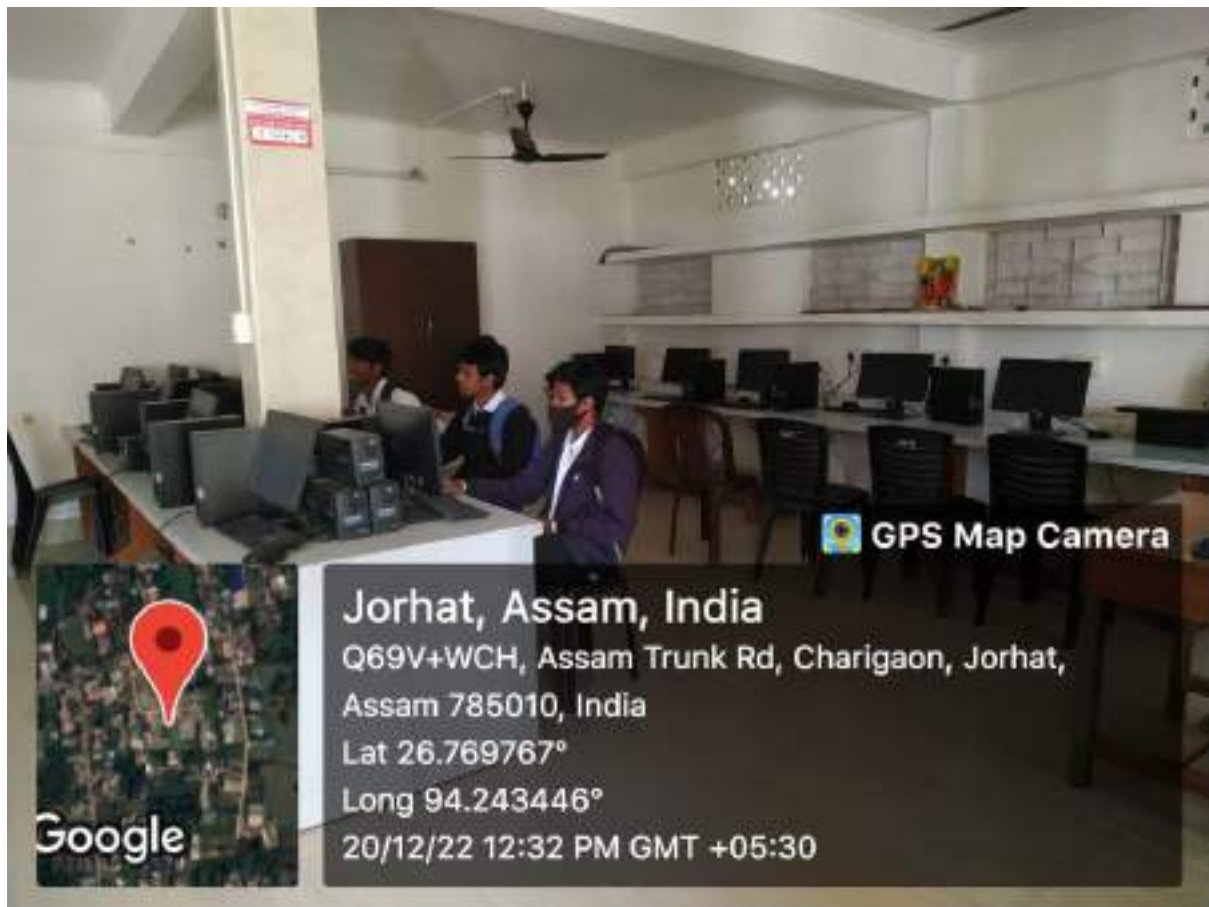 GPS Map Camera
Jorhat, Assam, India
Q69V+WCH, Assam Trunk Rd, Charigaon, Jorhat,
Assam 785010, India
Lat 26.769767°
Long 94.243446°
20/12/22 12:32 PM GMT +05:30
Google